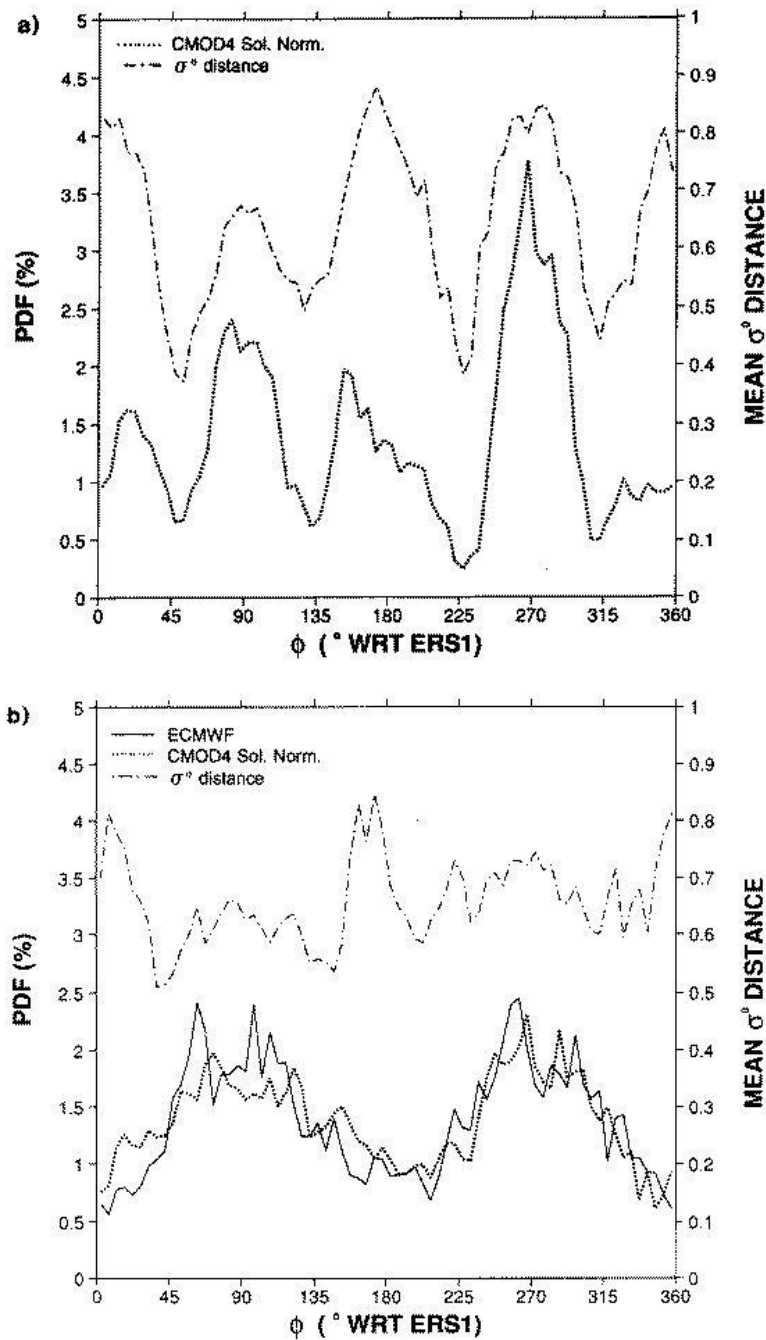 a)
CMOD4 Sol. Norm.
σ° distance
5
4.5
4
3.5
3
2.5
2
1.5
1
0.5
0
PDF (%)
1
0.9
0.8
0.7
0.6
0.5
0.4
0.3
0.2
0.1
0
MEAN σ° DISTANCE
0 45 90 135 180 225 270 315 360
ϕ ( ° WRT ERS1)
b)
ECMWF
CMOD4 Sol. Norm.
σ° distance
5
4.5
4
3.5
3
2.5
2
1.5
1
0.5
0
PDF (%)
1
0.9
0.8
0.7
0.6
0.5
0.4
0.3
0.2
0.1
0
MEAN σ° DISTANCE
0 45 90 135 180 225 270 315 360
ϕ ( ° WRT ERS1)